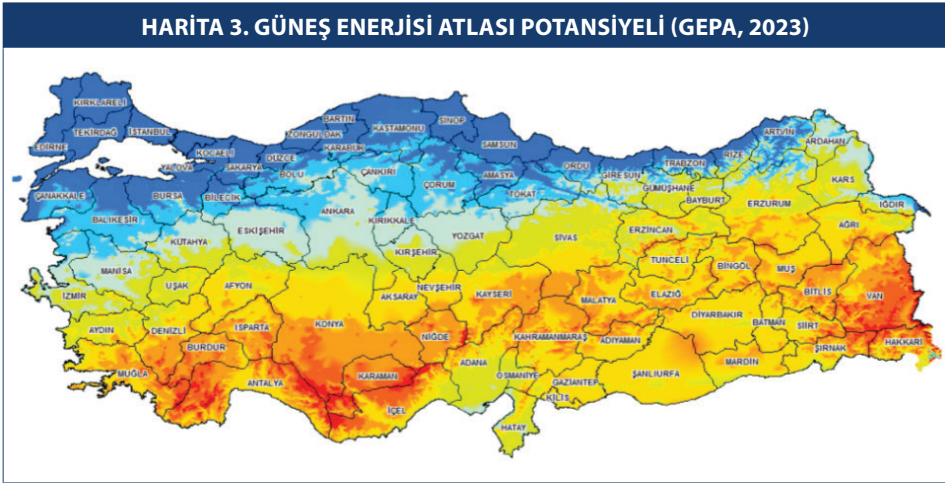 HARİTA 3. GÜNEŞ ENERJİSİ ATLASI POTANSİYELİ (GEPA, 2023)
KIRKLARELİ
TEKİRDAĞ İSTANBUL
EDİRNE
KOCAELİ
YALOVA SAKARYA DÜZCE
ZONGULDAK BARTIN
KARABÜK KASTAMONU SİNOP
SAMSUN
ORDU GİRESUN TRABZON RİZE ARTVİN
ARDAHAN
ÇANAKKALE BURSA BİLECİK BOLU ÇANKIRI ÇORUM AMASYA
TOKAT GÜMÜŞHANE BAYBURT ERZURUM KARS
IĞDIR
BALIKESİR ESKİŞEHİR ANKARA KIRIKKALE
KÜTAHYA YOZGAT SİVAS ERZİNCAN AĞRI
KIRŞEHİR
MANİSA UŞAK AFYON NEVŞEHİR TUNCELİ BİNGÖL MUŞ
İZMİR AKSARAY KAYSERİ MALATYA ELAZIĞ BİTLİS VAN
AYDIN DENİZLİ ISPARTA KONYA NİĞDE DİYARBAKIR BATMAN SİİRT
BURDUR KAHRAMANMARAŞ ADIYAMAN ŞIRNAK HAKKARİ
MUĞLA ANTALYA KARAMAN ADANA OSMANİYE GAZİANTEP ŞANLIURFA MARDİN
İÇEL KİLİS
HATAY